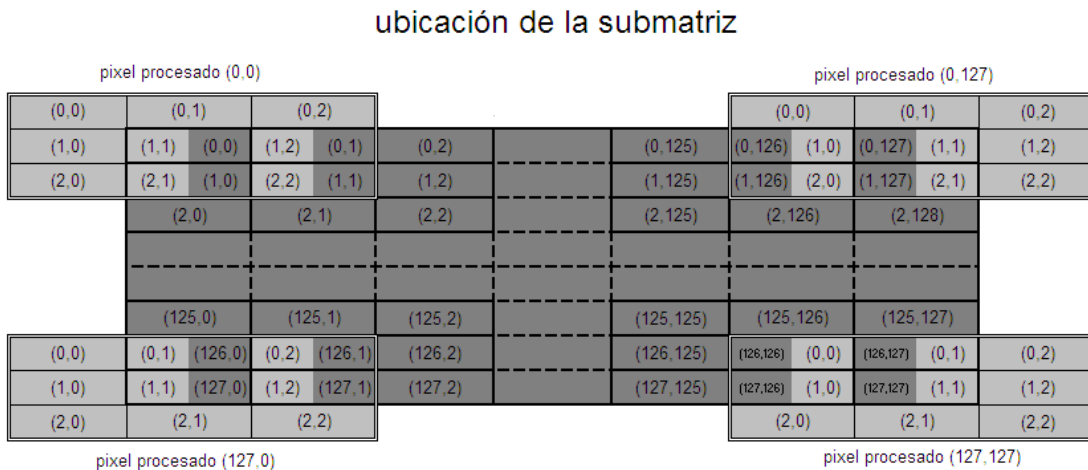 ubicación de la submatriz
pixel procesado (0,0) pixel procesado (0,127)
(0,0) (0,1) (0,2) (0,0) (0,1) (0,2)
(1,0) (1,1) (0,0) (1,2) (0,1) (0,2) (0,125) (0,126) (1,0) (0,127) (1,1) (1,2)
(2,0) (2,1) (1,0) (2,2) (1,1) (1,2) (1,125) (1,126) (2,0) (1,127) (2,1) (2,2)
(2,0) (2,1) (2,2) (2,125) (2,126) (2,128)
(125,0) (125,1) (125,2) (125,125) (125,126) (125,127)
(0,0) (0,1) (126,0) (0,2) (126,1) (126,2) (126,125) (126,126) (0,0) (126,127) (0,1) (0,2)
(1,0) (1,1) (127,0) (1,2) (127,1) (127,2) (127,125) (127,126) (1,0) (127,127) (1,1) (1,2)
(2,0) (2,1) (2,2) (2,0) (2,1) (2,2)
pixel procesado (127,0) pixel procesado (127,127)